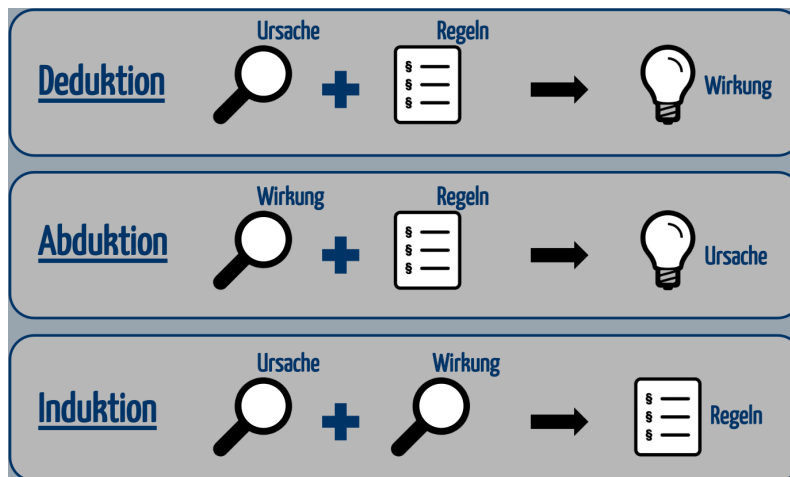 Ursache
Regeln
Deduktion
§
§
§
Wirkung
Wirkung
Regeln
Abduktion
§
§
§
Ursache
Ursache
Wirkung
Induktion
§
§
§
Regeln